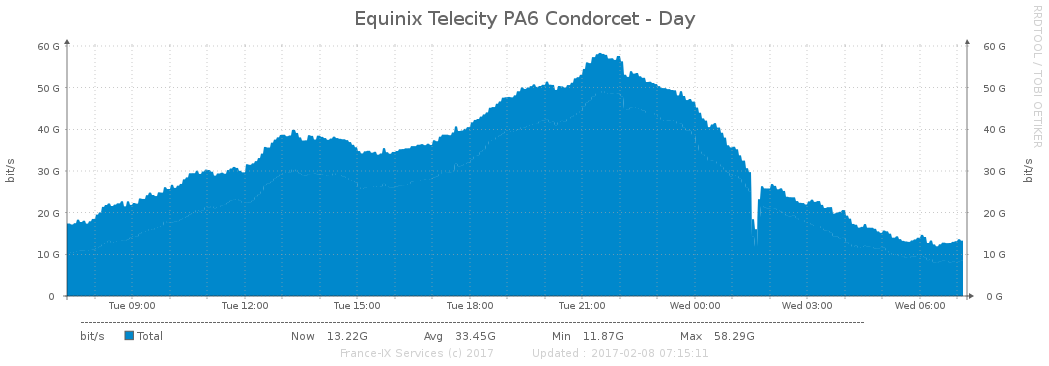 Equinix Telecity PA6 Condorcet - Day
RRDTOOL / TOBI OETIKER
60 G 60 G
50 G 50 G
40 G 40 G
30 G 30 G
20 G 20 G
10 G 10 G
0 0 G
bit/s
bit/s
Tue 09:00 Tue 12:00 Tue 15:00 Tue 18:00 Tue 21:00 Wed 00:00 Wed 03:00 Wed 06:00
bit/s Total Now 13.22G Avg 33.45G Min 11.87G Max 58.29G
France-IX Services (c) 2017 Updated : 2017-02-08 07:15:11